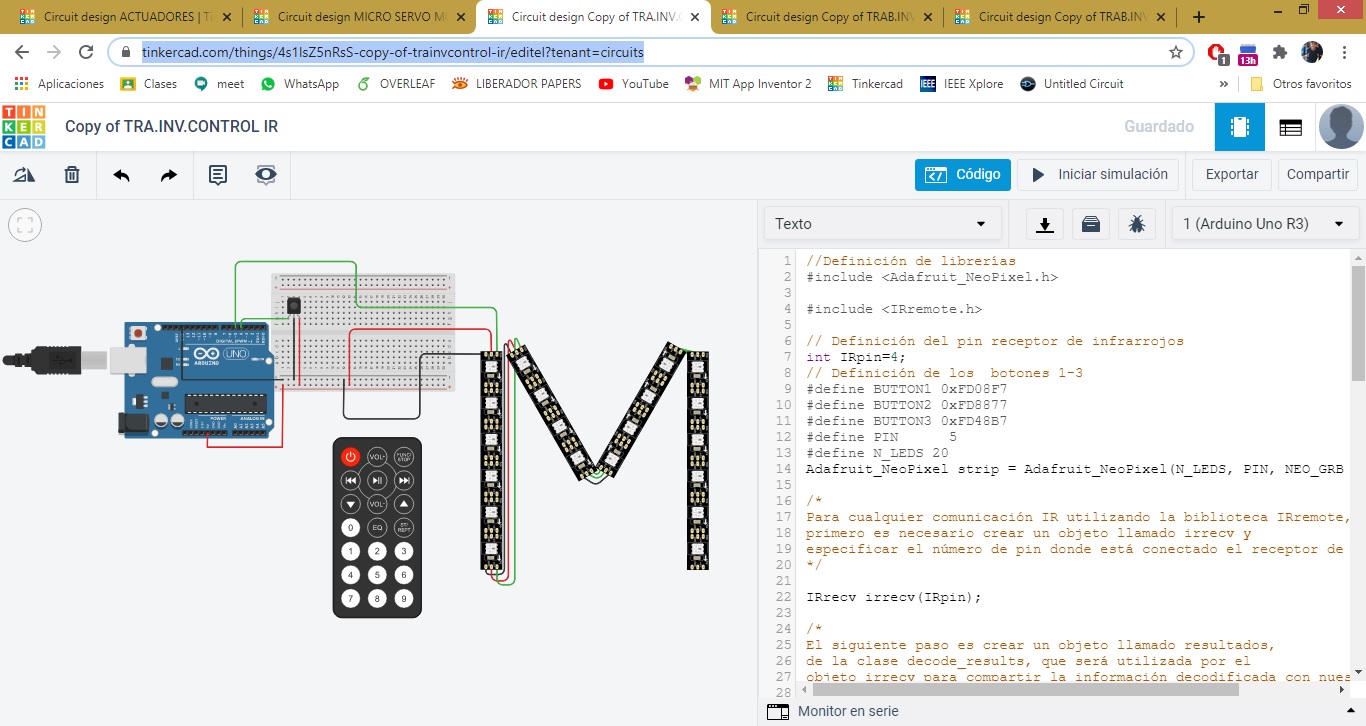 Circuit design ACTUADORES | Ti
Circuit design MICRO SERVO M
Circuit design Copy of TRA.INV.C
Circuit design Copy of TRAB.INV
Circuit design Copy of TRAB.INV
tinkercad.com/things/4s1IsZ5nRsS-copy-of-trainvcontrol-ir/editel?tenant=circuits
1
13h
Aplicaciones
Clases
meet
WhatsApp
OVERLEAF
LIBERADOR PAPERS
YouTube
MIT App Inventor 2
Tinkercad
IEEE
IEEE Xplore
Untitled Circuit
»
Otros favoritos
TIN
KER
CAD
Copy of TRA.INV.CONTROL IR
Guardado
Código
Iniciar simulación
Exportar
Compartir
Texto
1 (Arduino Uno R3)
UNO
ARDUINO
DIGITAL (PWM~)
POWER
ANALOG IN
VOL+
FUNC/
STOP
VOL-
0
EQ
ST/
REPT
1 2 3
4 5 6
7 8 9
1 //Definición de librerías
2 #include <Adafruit_NeoPixel.h>
3
4 #include <IRremote.h>
5
6 // Definición del pin receptor de infrarrojos
7 int IRpin=4;
8 // Definición de los  botones 1-3
9 #define BUTTON1 0xFD08F7
10 #define BUTTON2 0xFD8877
11 #define BUTTON3 0xFD48B7
12 #define PIN      5
13 #define N_LEDS 20
14 Adafruit_NeoPixel strip = Adafruit_NeoPixel(N_LEDS, PIN, NEO_GRB
15
16 /*
17 Para cualquier comunicación IR utilizando la biblioteca IRremote,
18 primero es necesario crear un objeto llamado irrecv y
19 especificar el número de pin donde está conectado el receptor de
20 */
21
22 IRrecv irrecv(IRpin);
23
24 /*
25 El siguiente paso es crear un objeto llamado resultados,
26 de la clase decode_results, que será utilizada por el
27 objeto irrecv para compartir la información decodificada con nues
28
Monitor en serie